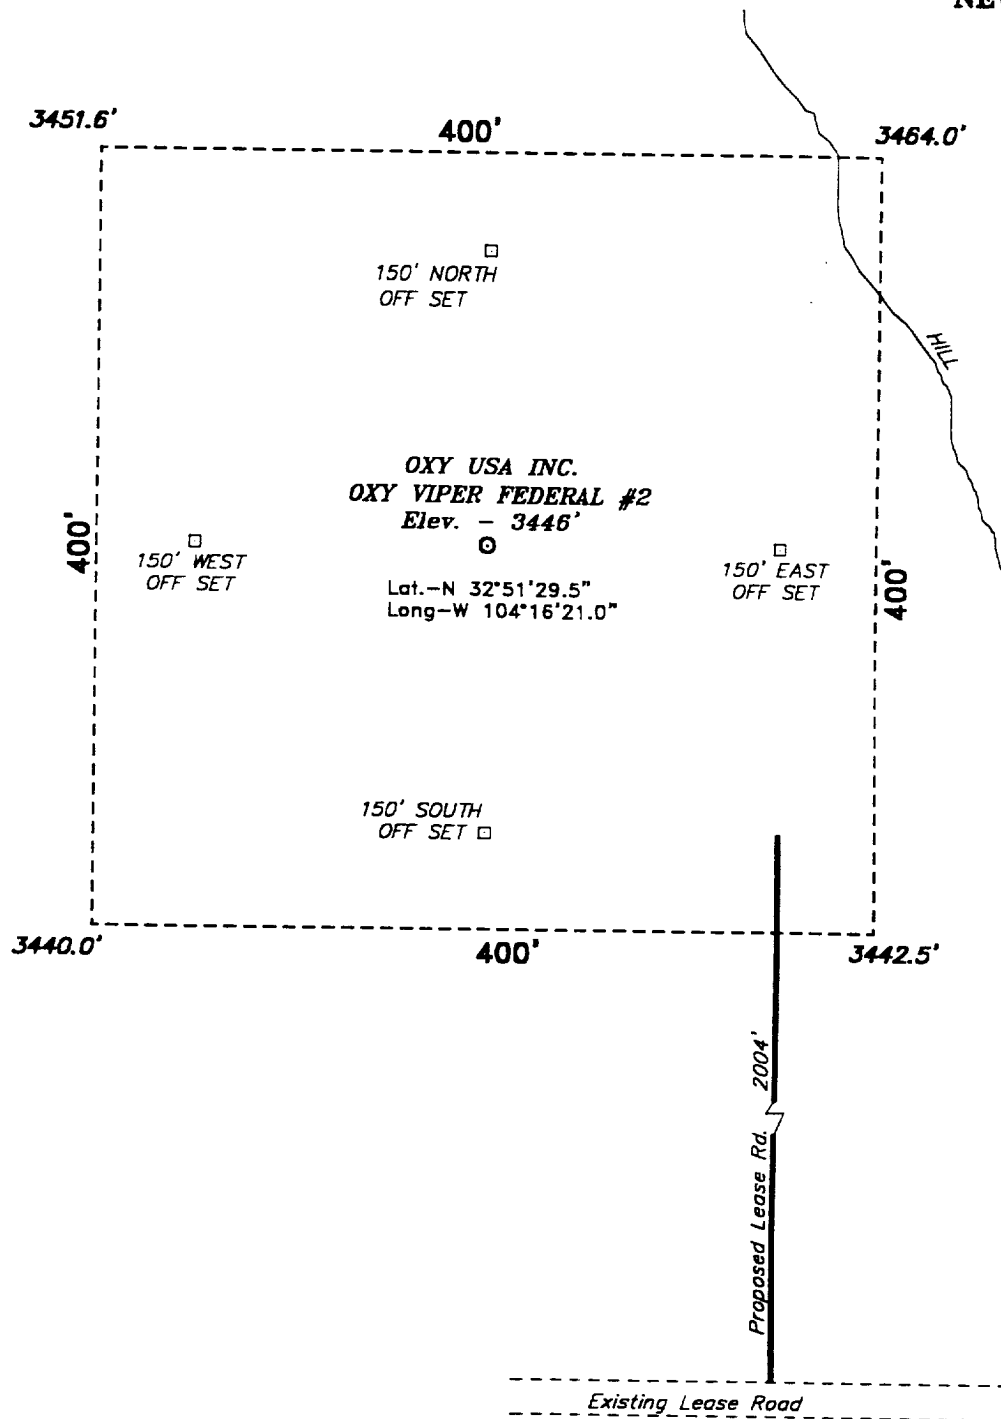 3451.6'
400'
3464.0'
150' NORTH
OFF SET
HILL
OXY USA INC.
OXY VIPER FEDERAL #2
Elev. - 3446'
400'
150' WEST
OFF SET
150' EAST
OFF SET
400'
Lat.-N 32°51'29.5"
Long-W 104°16'21.0"
150' SOUTH
OFF SET
3440.0'
400'
3442.5'
Proposed Lease Rd. 2004'
Existing Lease Road